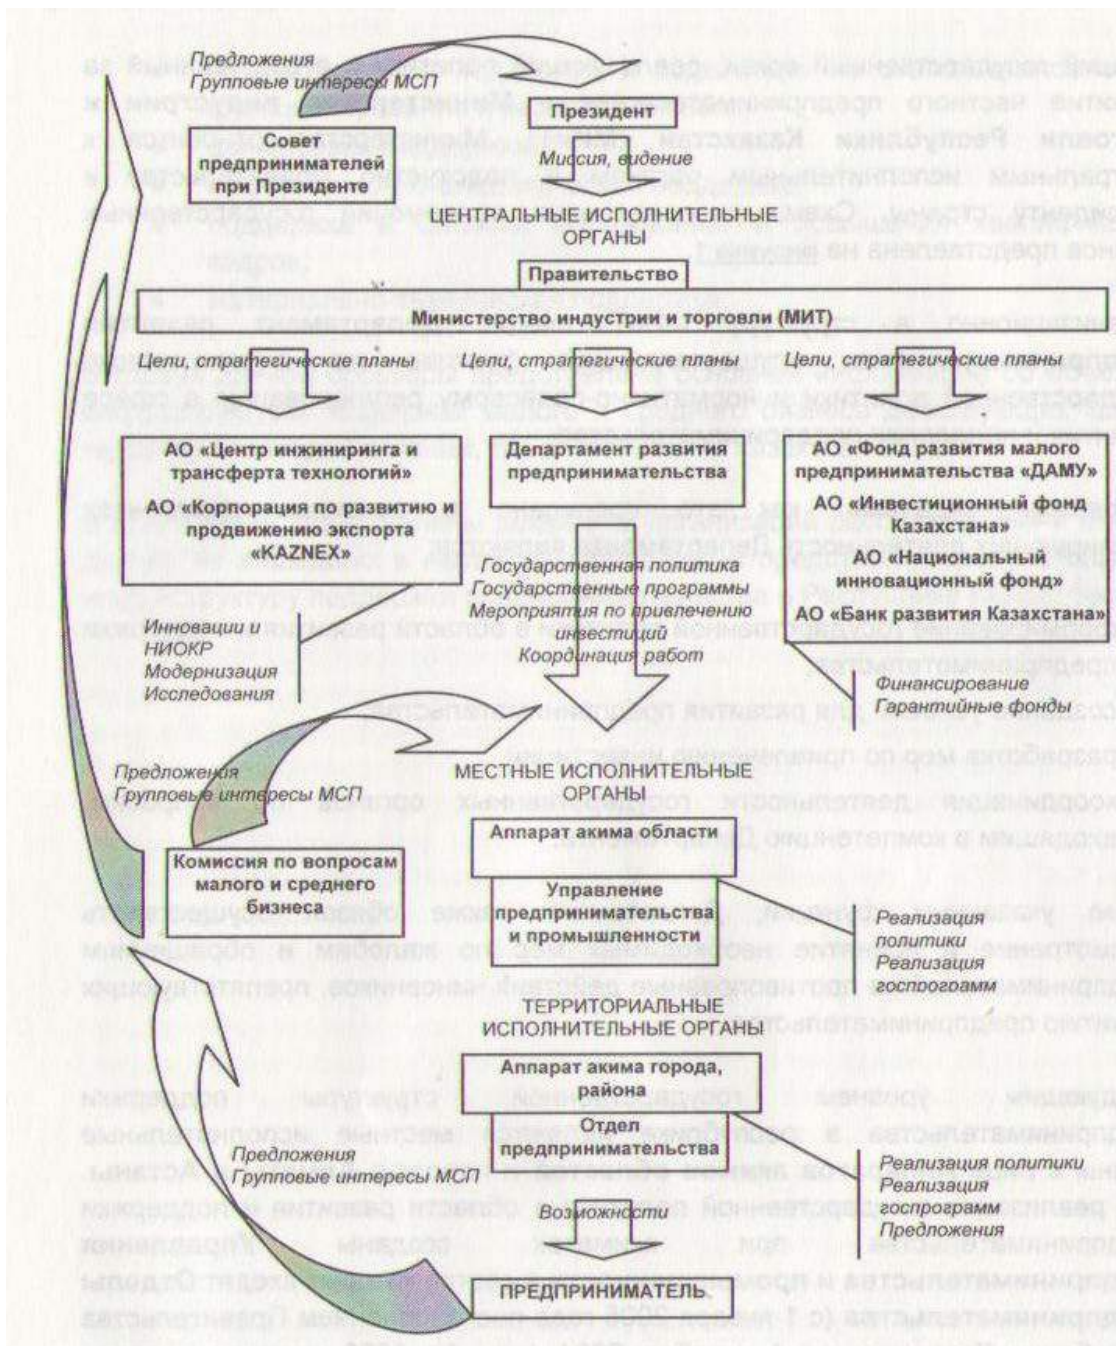 Предложения
Групповые интересы МСП
Президент
Совет
предпринимателей
при Президенте
Миссия, видение
ЦЕНТРАЛЬНЫЕ ИСПОЛНИТЕЛЬНЫЕ
ОРГАНЫ
Правительство
Министерство индустрии и торговли (МИТ)
Цели, стратегические планы
Цели, стратегические планы
Цели, стратегические планы
АО «Центр инжиниринга и
трансферта технологий»
АО «Корпорация по развитию и
продвижению экспорта
«KAZNEX»
Департамент развития
предпринимательства
АО «Фонд развития малого
предпринимательства «ДАМУ»
АО «Инвестиционный фонд
Казахстана»
АО «Национальный
инновационный фонд»
АО «Банк развития Казахстана»
Государственная политика
Государственные программы
Мероприятия по привлечению
инвестиций
Координация работ
Инновации и
НИОКР
Модернизация
Исследования
Финансирование
Гарантийные фонды
Предложения
Групповые интересы МСП
МЕСТНЫЕ ИСПОЛНИТЕЛЬНЫЕ
ОРГАНЫ
Аппарат акима области
Комиссия по вопросам
малого и среднего
бизнеса
Управление
предпринимательства
и промышленности
Реализация
политики
Реализация
госпрограмм
ТЕРРИТОРИАЛЬНЫЕ
ИСПОЛНИТЕЛЬНЫЕ ОРГАНЫ
Аппарат акима города,
района
Отдел
предпринимательства
Предложения
Групповые интересы МСП
Реализация политики
Реализация
госпрограмм
Предложения
Возможности
ПРЕДПРИНИМАТЕЛЬ